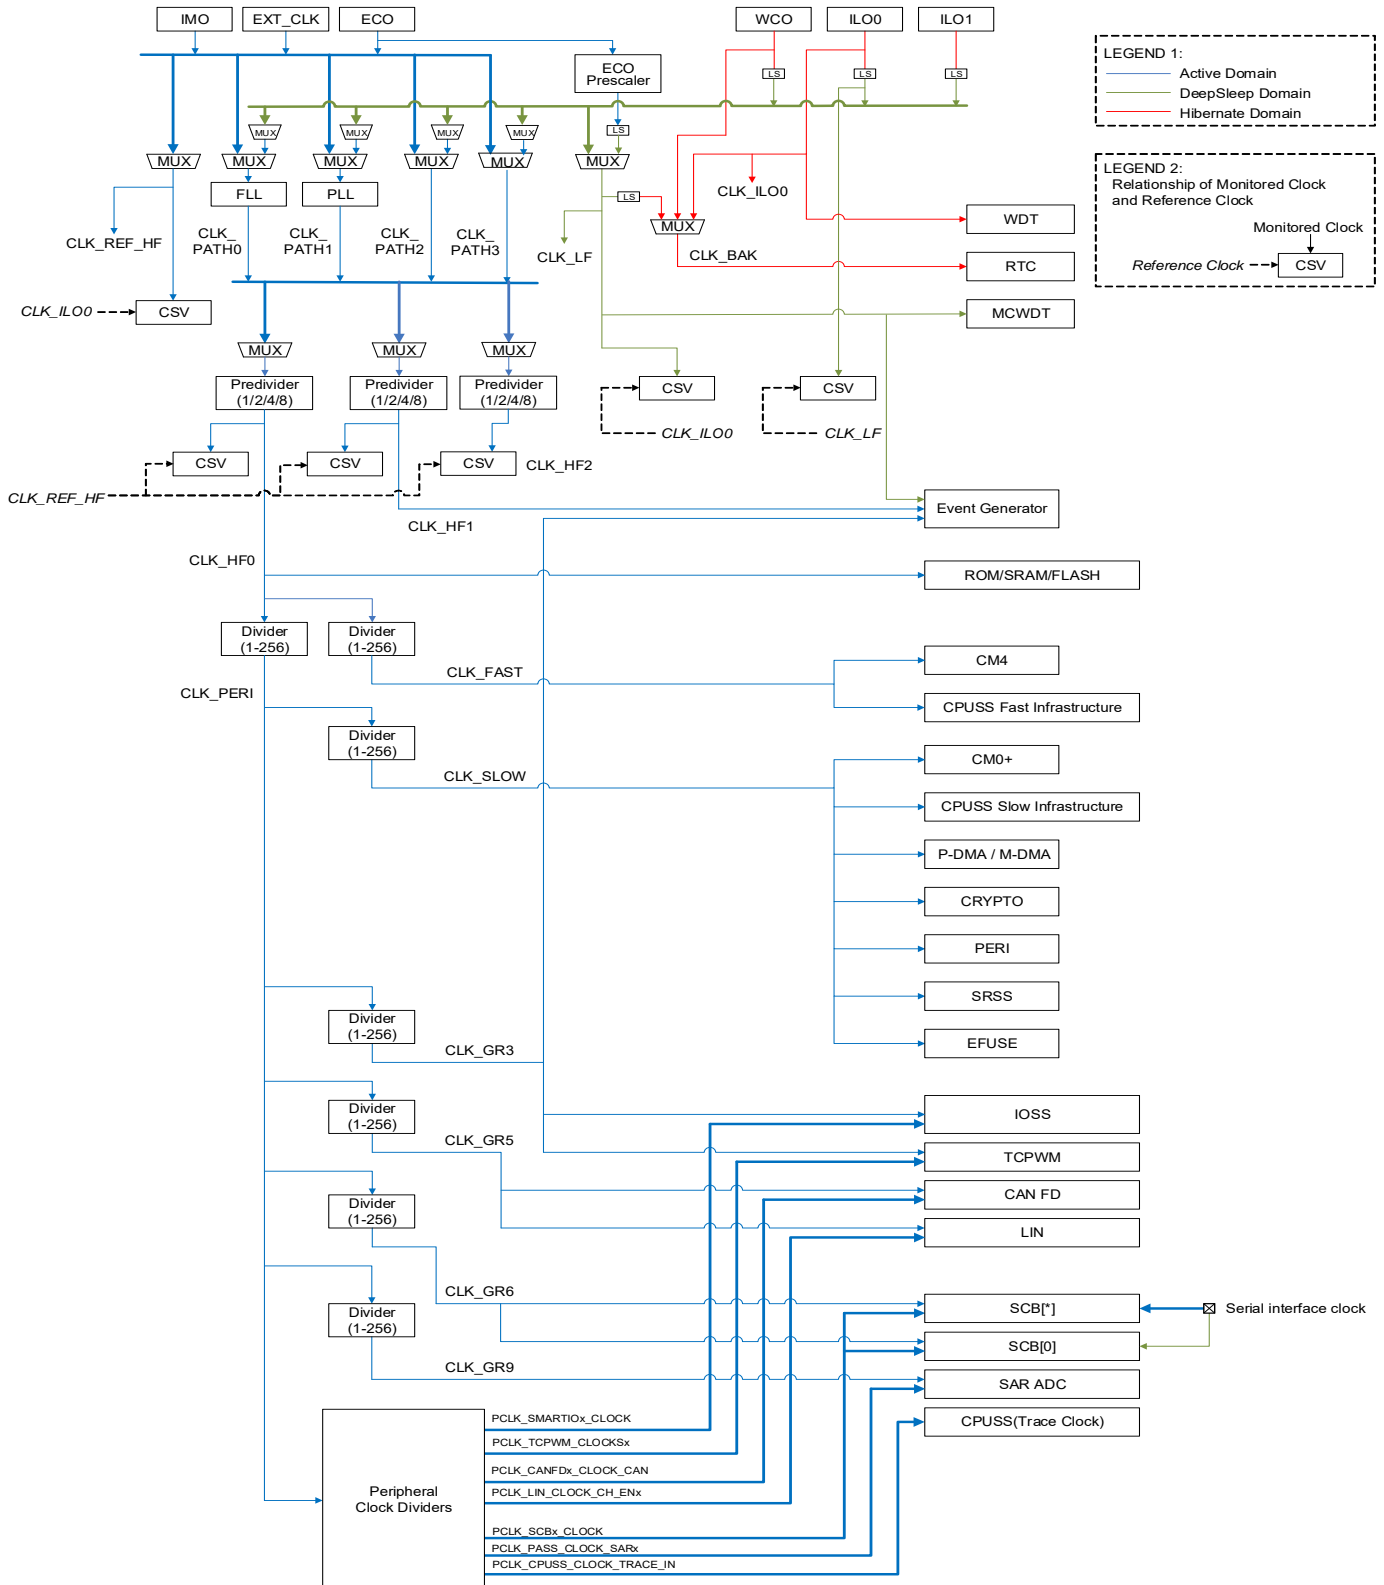 IMO
EXT_CLK
ECO
WCO
ILO0
ILO1
LEGEND 1:
Active Domain
DeepSleep Domain
Hibernate Domain
ECO
Prescaler
LS
LS
LS
LS
MUX
MUX
MUX
MUX
MUX
MUX
MUX
MUX
MUX
MUX
LEGEND 2:
Relationship of Monitored Clock
and Reference Clock
Monitored Clock
Reference Clock
CSV
FLL
PLL
LS
CLK_ILO0
MUX
WDT
CLK_REF_HF
CLK_
PATH0
CLK_
PATH1
CLK_
PATH2
CLK_
PATH3
CLK_LF
CLK_BAK
RTC
CLK_ILO0
CSV
MCWDT
MUX
MUX
MUX
Predivider
(1/2/4/8)
Predivider
(1/2/4/8)
Predivider
(1/2/4/8)
CSV
CSV
CLK_ILO0
CLK_LF
CSV
CSV
CSV
CLK_HF2
CLK_REF_HF
Event Generator
CLK_HF1
CLK_HF0
ROM/SRAM/FLASH
Divider
(1-256)
Divider
(1-256)
CLK_FAST
CM4
CLK_PERI
CPUSS Fast Infrastructure
Divider
(1-256)
CLK_SLOW
CM0+
CPUSS Slow Infrastructure
P-DMA / M-DMA
CRYPTO
PERI
SRSS
EFUSE
Divider
(1-256)
CLK_GR3
Divider
(1-256)
CLK_GR5
IOSS
TCPWM
CAN FD
LIN
Divider
(1-256)
CLK_GR6
Divider
(1-256)
CLK_GR9
SCB[*]
Serial interface clock
SCB[0]
SAR ADC
CPUSS(Trace Clock)
Peripheral
Clock Dividers
PCLK_SMARTIOx_CLOCK
PCLK_TCPWM_CLOCKSx
PCLK_CANFDx_CLOCK_CAN
PCLK_LIN_CLOCK_CH_ENx
PCLK_SCBx_CLOCK
PCLK_PASS_CLOCK_SARx
PCLK_CPUSS_CLOCK_TRACE_IN